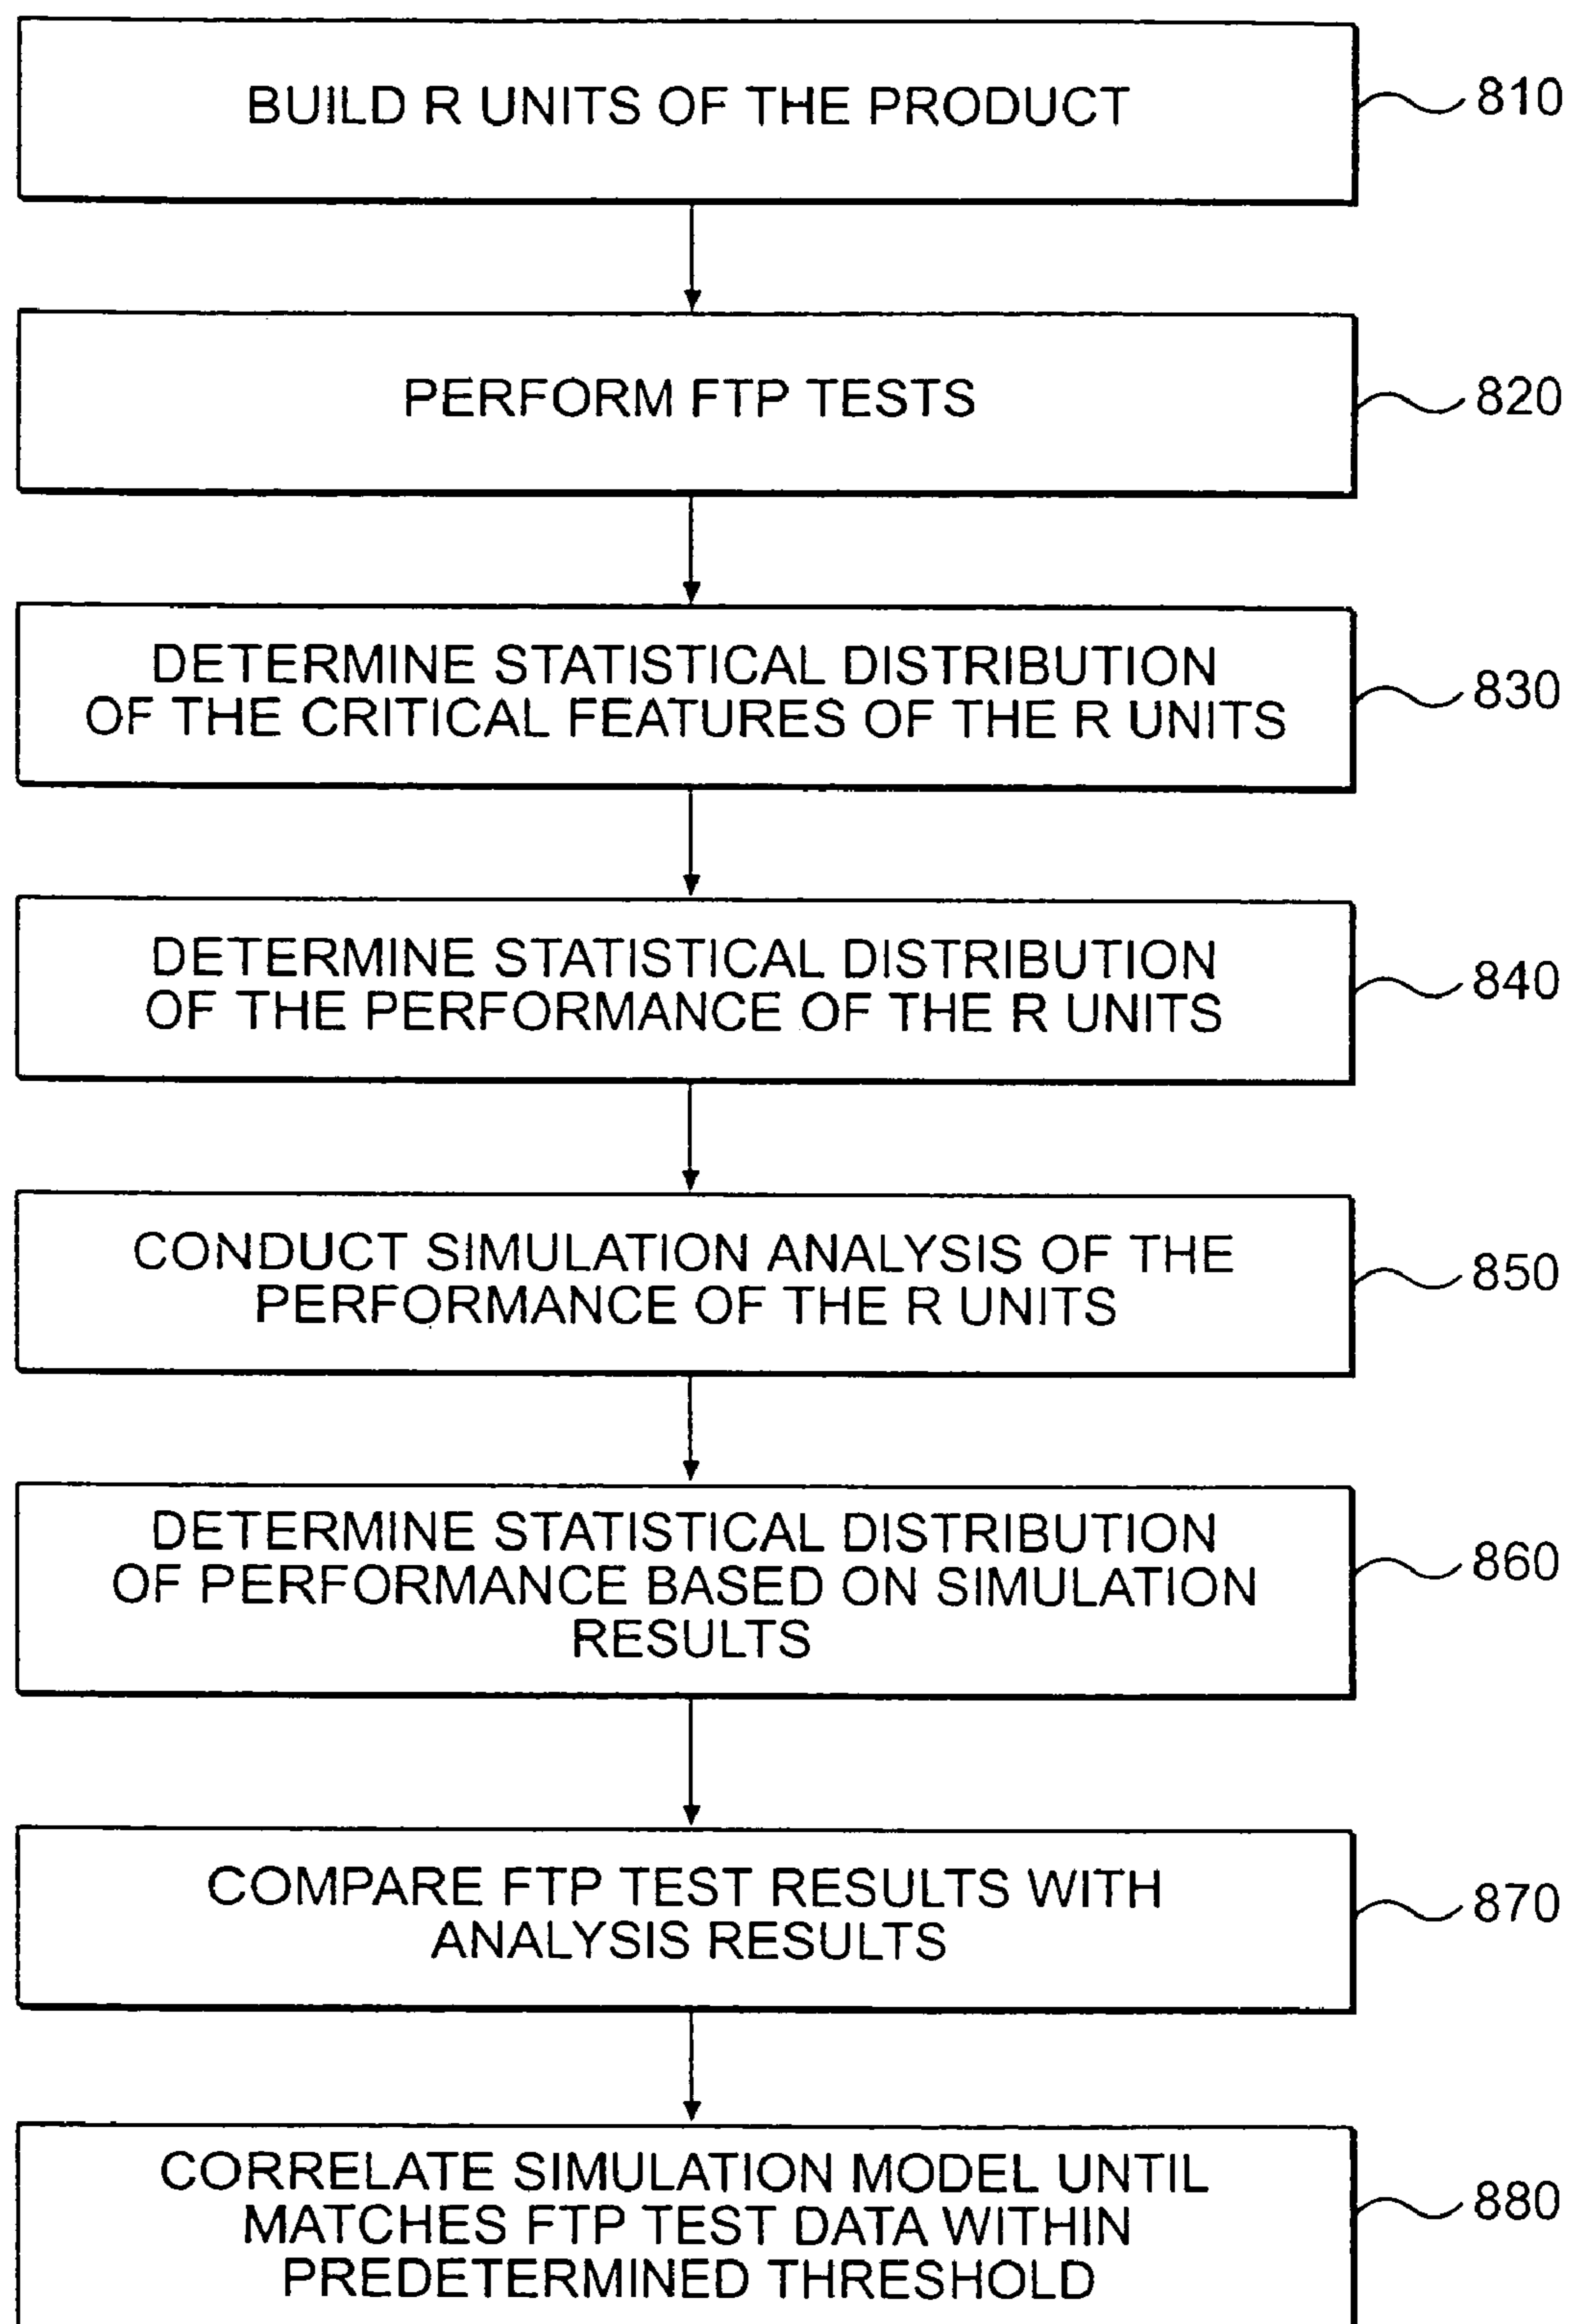 BUILD R UNITS OF THE PRODUCT
810
PERFORM FTP TESTS
820
DETERMINE STATISTICAL DISTRIBUTION
OF THE CRITICAL FEATURES OF THE R UNITS
830
DETERMINE STATISTICAL DISTRIBUTION
OF THE PERFORMANCE OF THE R UNITS
840
CONDUCT SIMULATION ANALYSIS OF THE
PERFORMANCE OF THE R UNITS
850
DETERMINE STATISTICAL DISTRIBUTION
OF PERFORMANCE BASED ON SIMULATION
RESULTS
860
COMPARE FTP TEST RESULTS WITH
ANALYSIS RESULTS
870
CORRELATE SIMULATION MODEL UNTIL
MATCHES FTP TEST DATA WITHIN
PREDETERMINED THRESHOLD
880